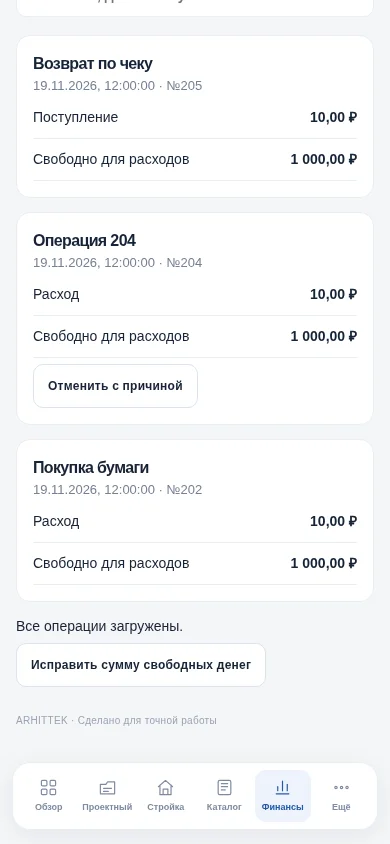 Возврат по чеку
19.11.2026, 12:00:00 · №205
Поступление 10,00 ₽
Свободно для расходов 1 000,00 ₽
Операция 204
19.11.2026, 12:00:00 · №204
Расход 10,00 ₽
Свободно для расходов 1 000,00 ₽
Отменить с причиной
Покупка бумаги
19.11.2026, 12:00:00 · №202
Расход 10,00 ₽
Свободно для расходов 1 000,00 ₽
Все операции загружены.
Исправить сумму свободных денег
ARHITTEK · Сделано для точной работы
Обзор Проектный Стройка Каталог Финансы Ещё